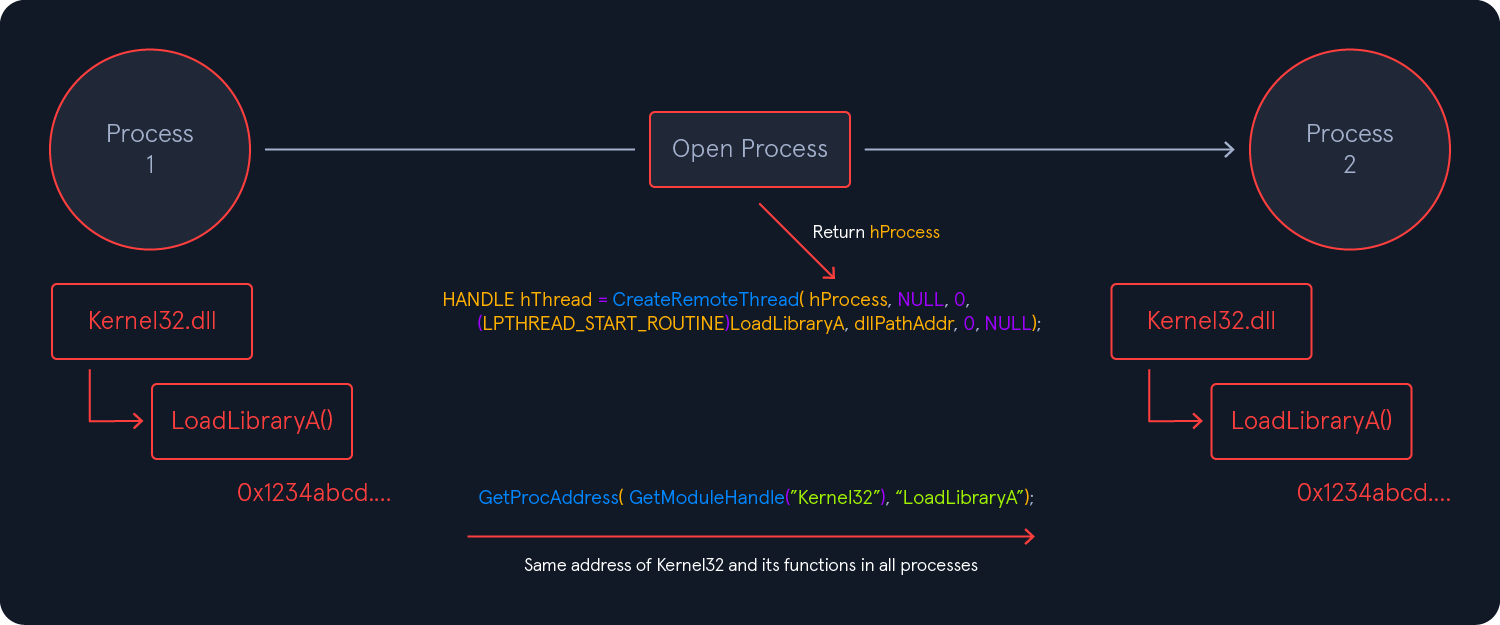 Process
1
Open Process
Process
2
Return hProcess
HANDLE hThread = CreateRemoteThread( hProcess, NULL, 0,
(LPTHREAD_START_ROUTINE)LoadLibraryA, dllPathAddr, 0, NULL);
Kernel32.dll
LoadLibraryA()
0x1234abcd....
Kernel32.dll
LoadLibraryA()
0x1234abcd....
GetProcAddress( GetModuleHandle(”Kernel32”), “LoadLibraryA”);
Same address of Kernel32 and its functions in all processes